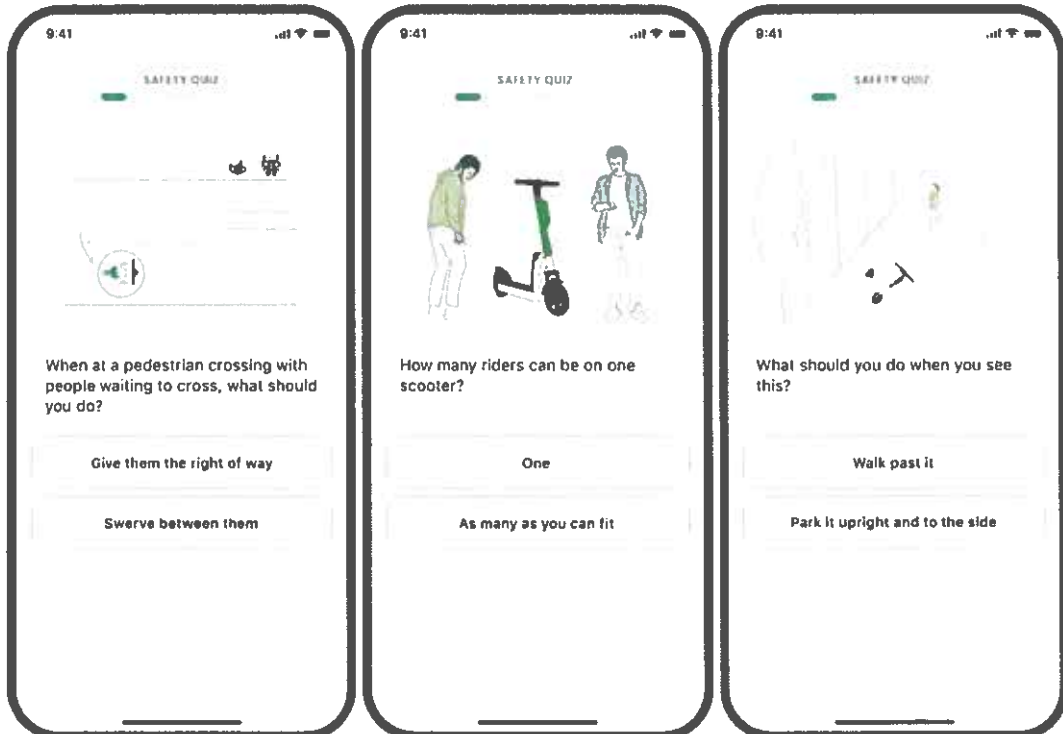 9:41
SAFETY QUIZ
When at a pedestrian crossing with
people waiting to cross, what should
you do?
Give them the right of way
Swerve between them
9:41
SAFETY QUIZ
How many riders can be on one
scooter?
One
As many as you can fit
9:41
SAFETY QUIZ
What should you do when you see
this?
Walk past it
Park it upright and to the side